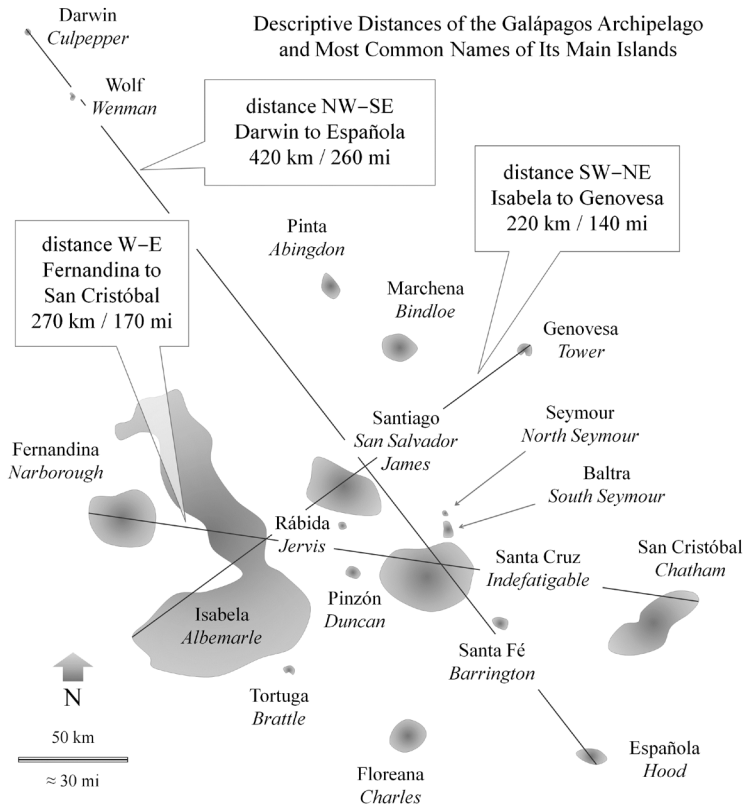 Descriptive Distances of the Galápagos Archipelago
and Most Common Names of Its Main Islands
Darwin
Culpepper
Wolf
Wenman
distance NW–SE
Darwin to Española
420 km / 260 mi
distance SW–NE
Isabela to Genovesa
220 km / 140 mi
distance W–E
Fernandina to
San Cristóbal
270 km / 170 mi
Pinta
Abingdon
Marchena
Bindloe
Genovesa
Tower
Santiago
San Salvador
James
Seymour
North Seymour
Baltra
South Seymour
Fernandina
Narborough
Rábida
Jervis
Santa Cruz
Indefatigable
San Cristóbal
Chatham
Pinzón
Duncan
Isabela
Albemarle
Santa Fé
Barrington
Tortuga
Brattle
N
50 km
≈ 30 mi
Floreana
Charles
Española
Hood